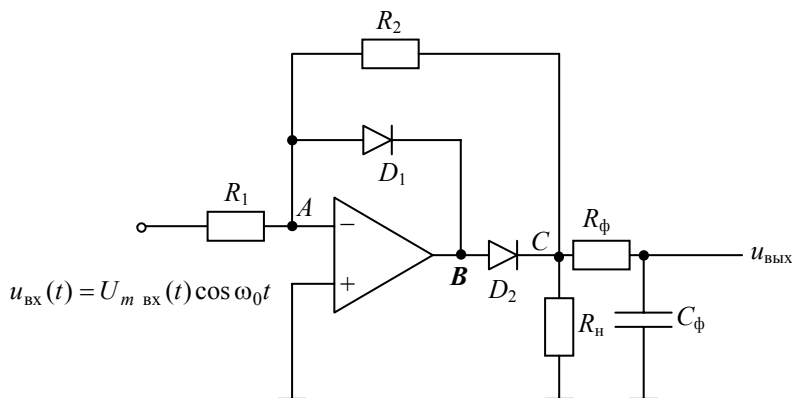 R₂
D₁
R₁
A
−
+
B
D₂
C
Rф
uвых
uвх(t) = Um вх(t) cos ω₀t
Rн
Cф